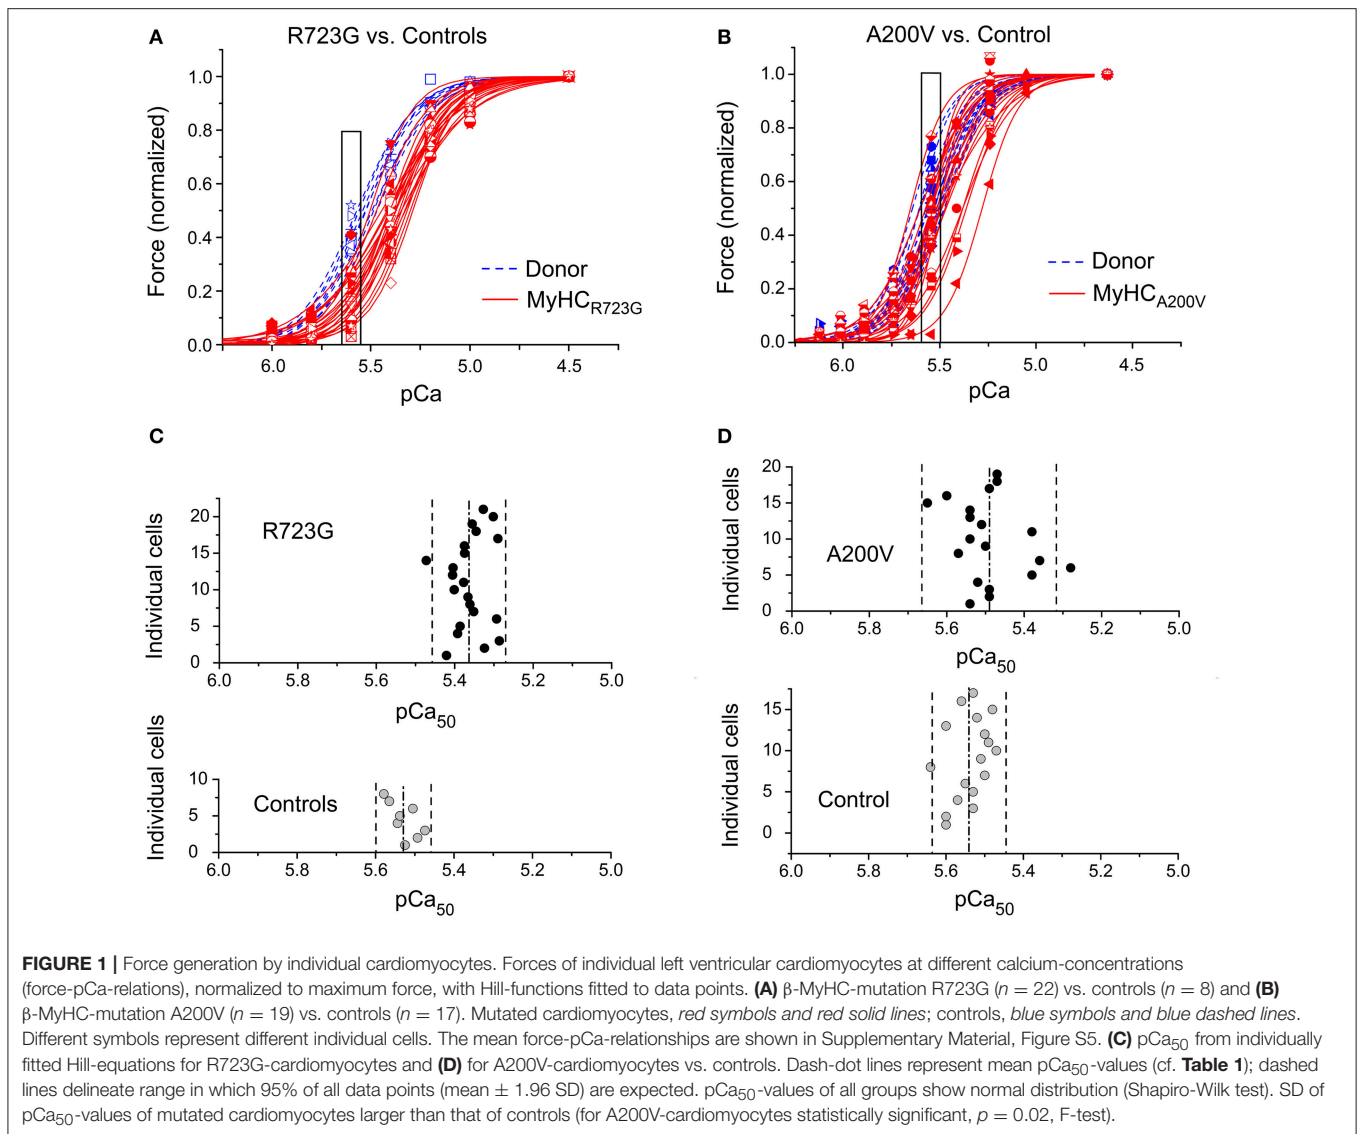 A
R723G vs. Controls
Force (normalized)
1.0
0.8
0.6
0.4
0.2
0.0
Donor
MyHC_R723G
6.0 5.5 5.0 4.5
pCa
B
A200V vs. Control
Force (normalized)
1.0
0.8
0.6
0.4
0.2
0.0
Donor
MyHC_A200V
6.0 5.5 5.0 4.5
pCa
C
Individual cells
20
15
10
5
0
R723G
6.0 5.8 5.6 5.4 5.2 5.0
pCa50
Individual cells
10
5
0
Controls
6.0 5.8 5.6 5.4 5.2 5.0
pCa50
D
Individual cells
20
15
10
5
0
A200V
6.0 5.8 5.6 5.4 5.2 5.0
pCa50
Individual cells
15
10
5
0
Control
6.0 5.8 5.6 5.4 5.2 5.0
pCa50
FIGURE 1 | Force generation by individual cardiomyocytes. Forces of individual left ventricular cardiomyocytes at different calcium-concentrations
(force-pCa-relations), normalized to maximum force, with Hill-functions fitted to data points. (A) β-MyHC-mutation R723G (n = 22) vs. controls (n = 8) and (B)
β-MyHC-mutation A200V (n = 19) vs. controls (n = 17). Mutated cardiomyocytes, red symbols and red solid lines; controls, blue symbols and blue dashed lines.
Different symbols represent different individual cells. The mean force-pCa-relationships are shown in Supplementary Material, Figure S5. (C) pCa50 from individually
fitted Hill-equations for R723G-cardiomyocytes and (D) for A200V-cardiomyocytes vs. controls. Dash-dot lines represent mean pCa50-values (cf. Table 1); dashed
lines delineate range in which 95% of all data points (mean ± 1.96 SD) are expected. pCa50-values of all groups show normal distribution (Shapiro-Wilk test). SD of
pCa50-values of mutated cardiomyocytes larger than that of controls (for A200V-cardiomyocytes statistically significant, p = 0.02, F-test).